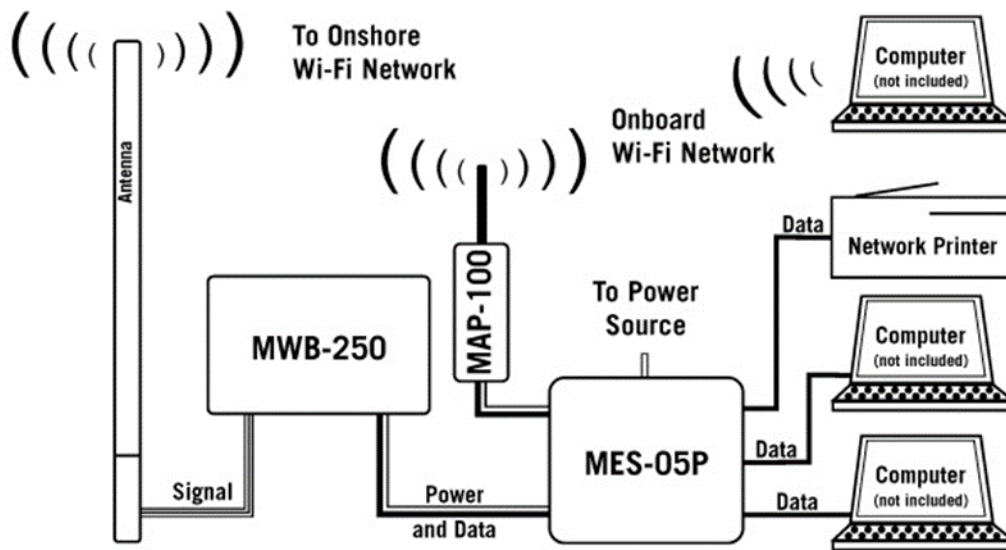 To Onshore
Wi-Fi Network
Antenna
Onboard
Wi-Fi Network
Computer
(not included)
Data
Network Printer
MWB-250
MAP-100
To Power
Source
Computer
(not included)
MES-05P
Data
Computer
(not included)
Signal
Power
and Data
Data